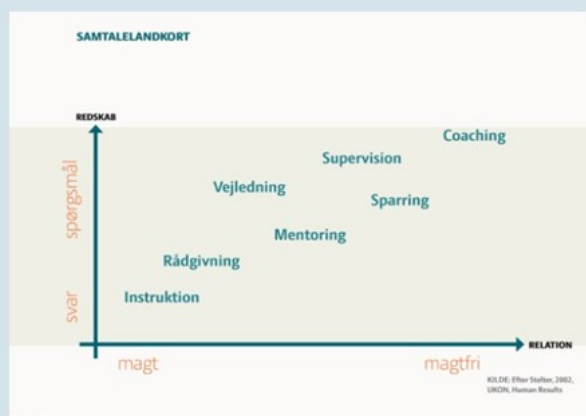 SAMTALELANDKORT
REDSKAB
spørgsmål
svar
Coaching
Supervision
Vejledning
Sparring
Mentoring
Rådgivning
Instruktion
RELATION
magt
magtfri
KILDE: Efter Stelter, 2002,
UKON, Human Results